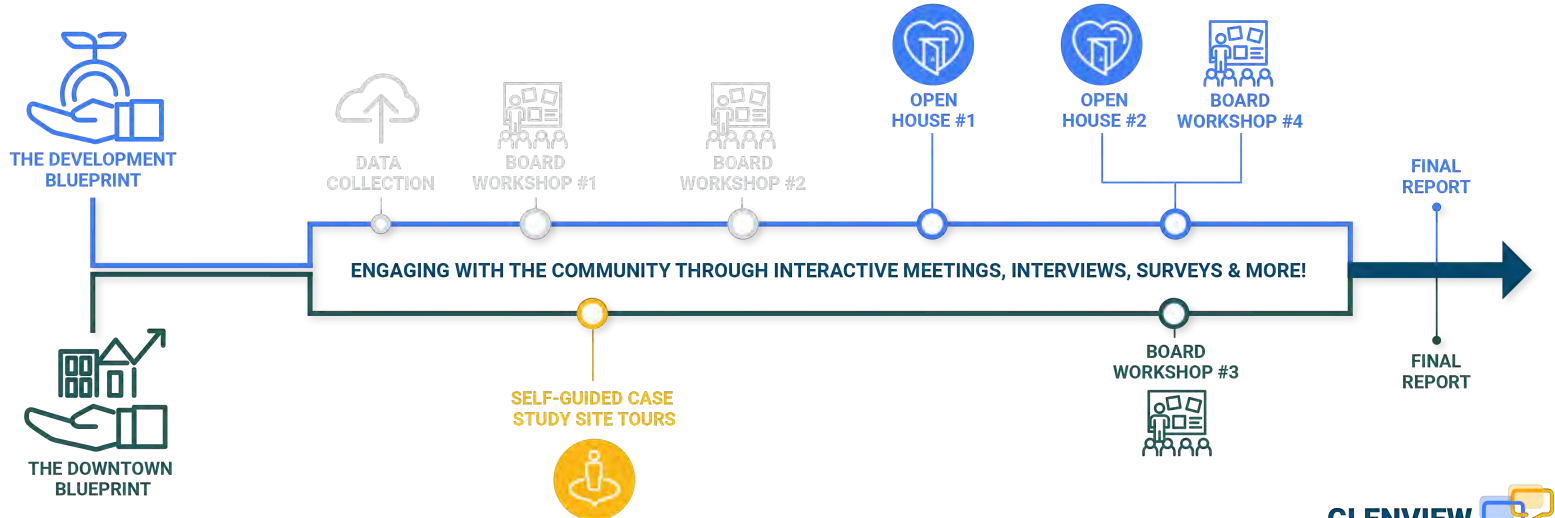 THE DEVELOPMENT
BLUEPRINT
DATA
COLLECTION
BOARD
WORKSHOP #1
BOARD
WORKSHOP #2
OPEN
HOUSE #1
OPEN
HOUSE #2
BOARD
WORKSHOP #4
FINAL
REPORT
ENGAGING WITH THE COMMUNITY THROUGH INTERACTIVE MEETINGS, INTERVIEWS, SURVEYS & MORE!
SELF-GUIDED CASE
STUDY SITE TOURS
BOARD
WORKSHOP #3
FINAL
REPORT
THE DOWNTOWN
BLUEPRINT
GLENVIEW